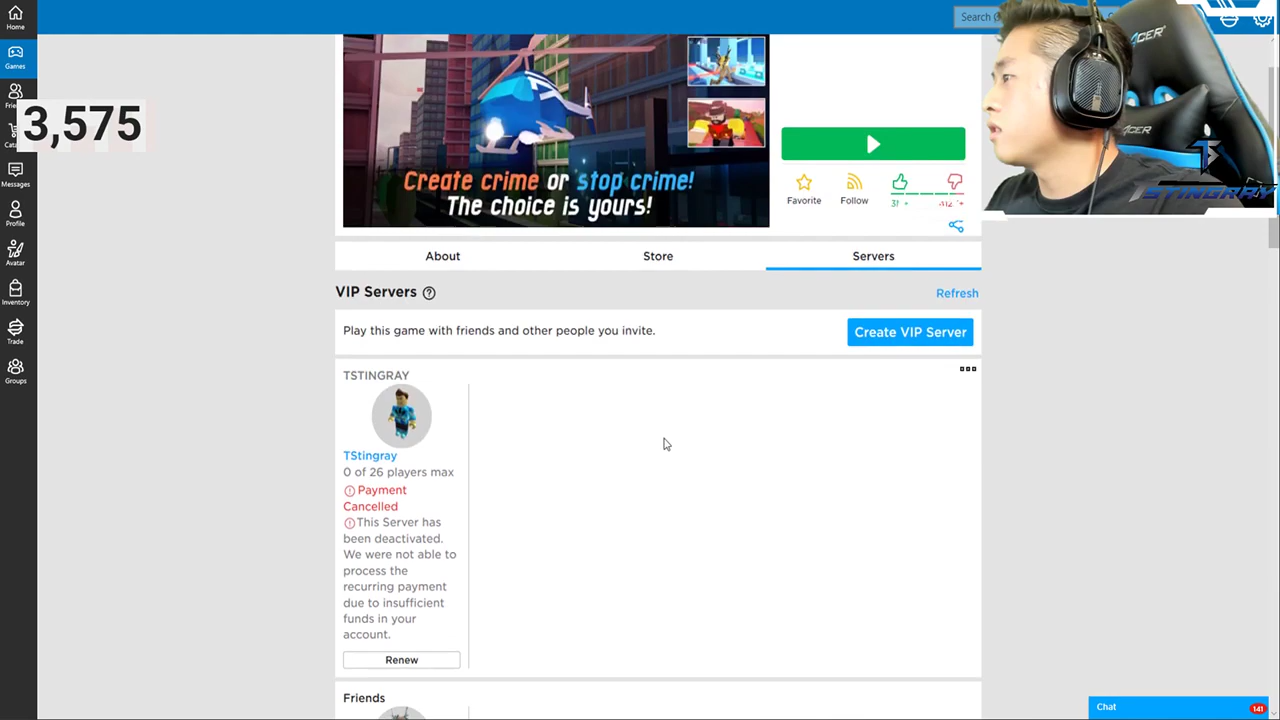 Search
Home
Games
3,575
Messages
Profile
Avatar
Inventory
Trade
Groups
Create crime or stop crime!
The choice is yours!
Favorite
Follow
ACER
ACER
STINGRAY
About
Store
Servers
VIP Servers
Refresh
Play this game with friends and other people you invite.
Create VIP Server
TSTINGRAY
TStingray
0 of 26 players max
Payment
Cancelled
This Server has
been deactivated.
We were not able to
process the
recurring payment
due to insufficient
funds in your
account.
Renew
Friends
Chat
141